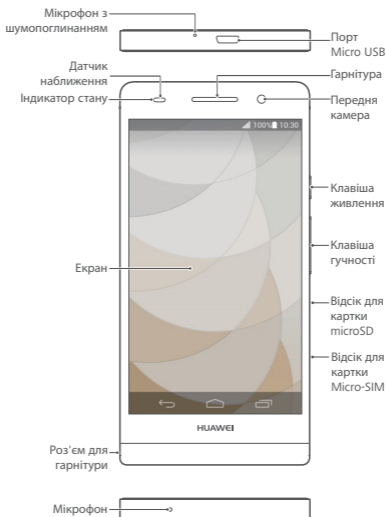 Мікрофон з
шумопоглинанням
Порт
Micro USB
Датчик
наближення
Гарнітура
Індикатор стану
Передня
камера
100% 10:30
Клавіша
живлення
Клавіша
гучності
Екран
Відсік для
картки
microSD
Відсік для
картки
Micro-SIM
HUAWEI
Роз'єм для
гарнітури
Мікрофон